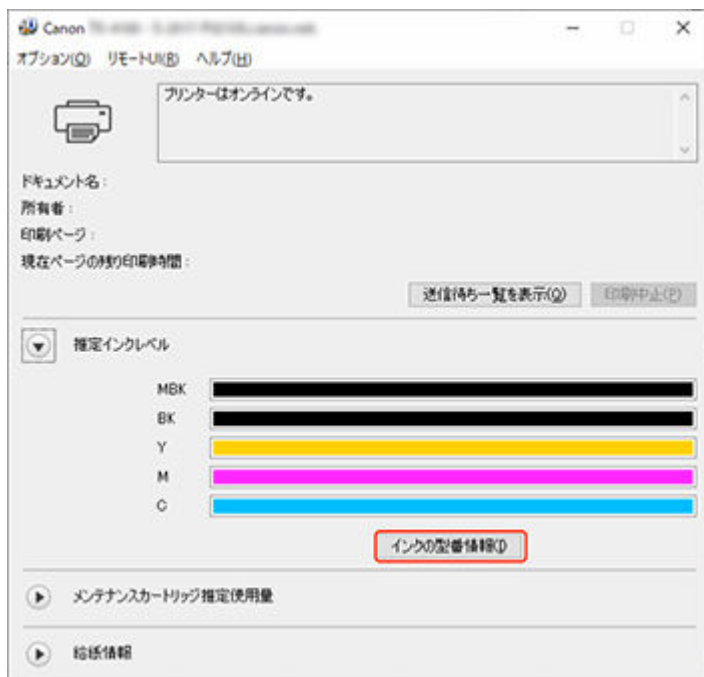 Canon
オプション(O) リモートUI(R) ヘルプ(H)
プリンターはオンラインです。
ドキュメント名:
所有者:
印刷ページ:
現在ページの残り印刷時間:
送信待ち一覧を表示(Q) 印刷中止(P)
推定インクレベル
MBK
BK
Y
M
C
インクの型番情報(I)
メンテナンスカートリッジ推定使用量
給紙情報